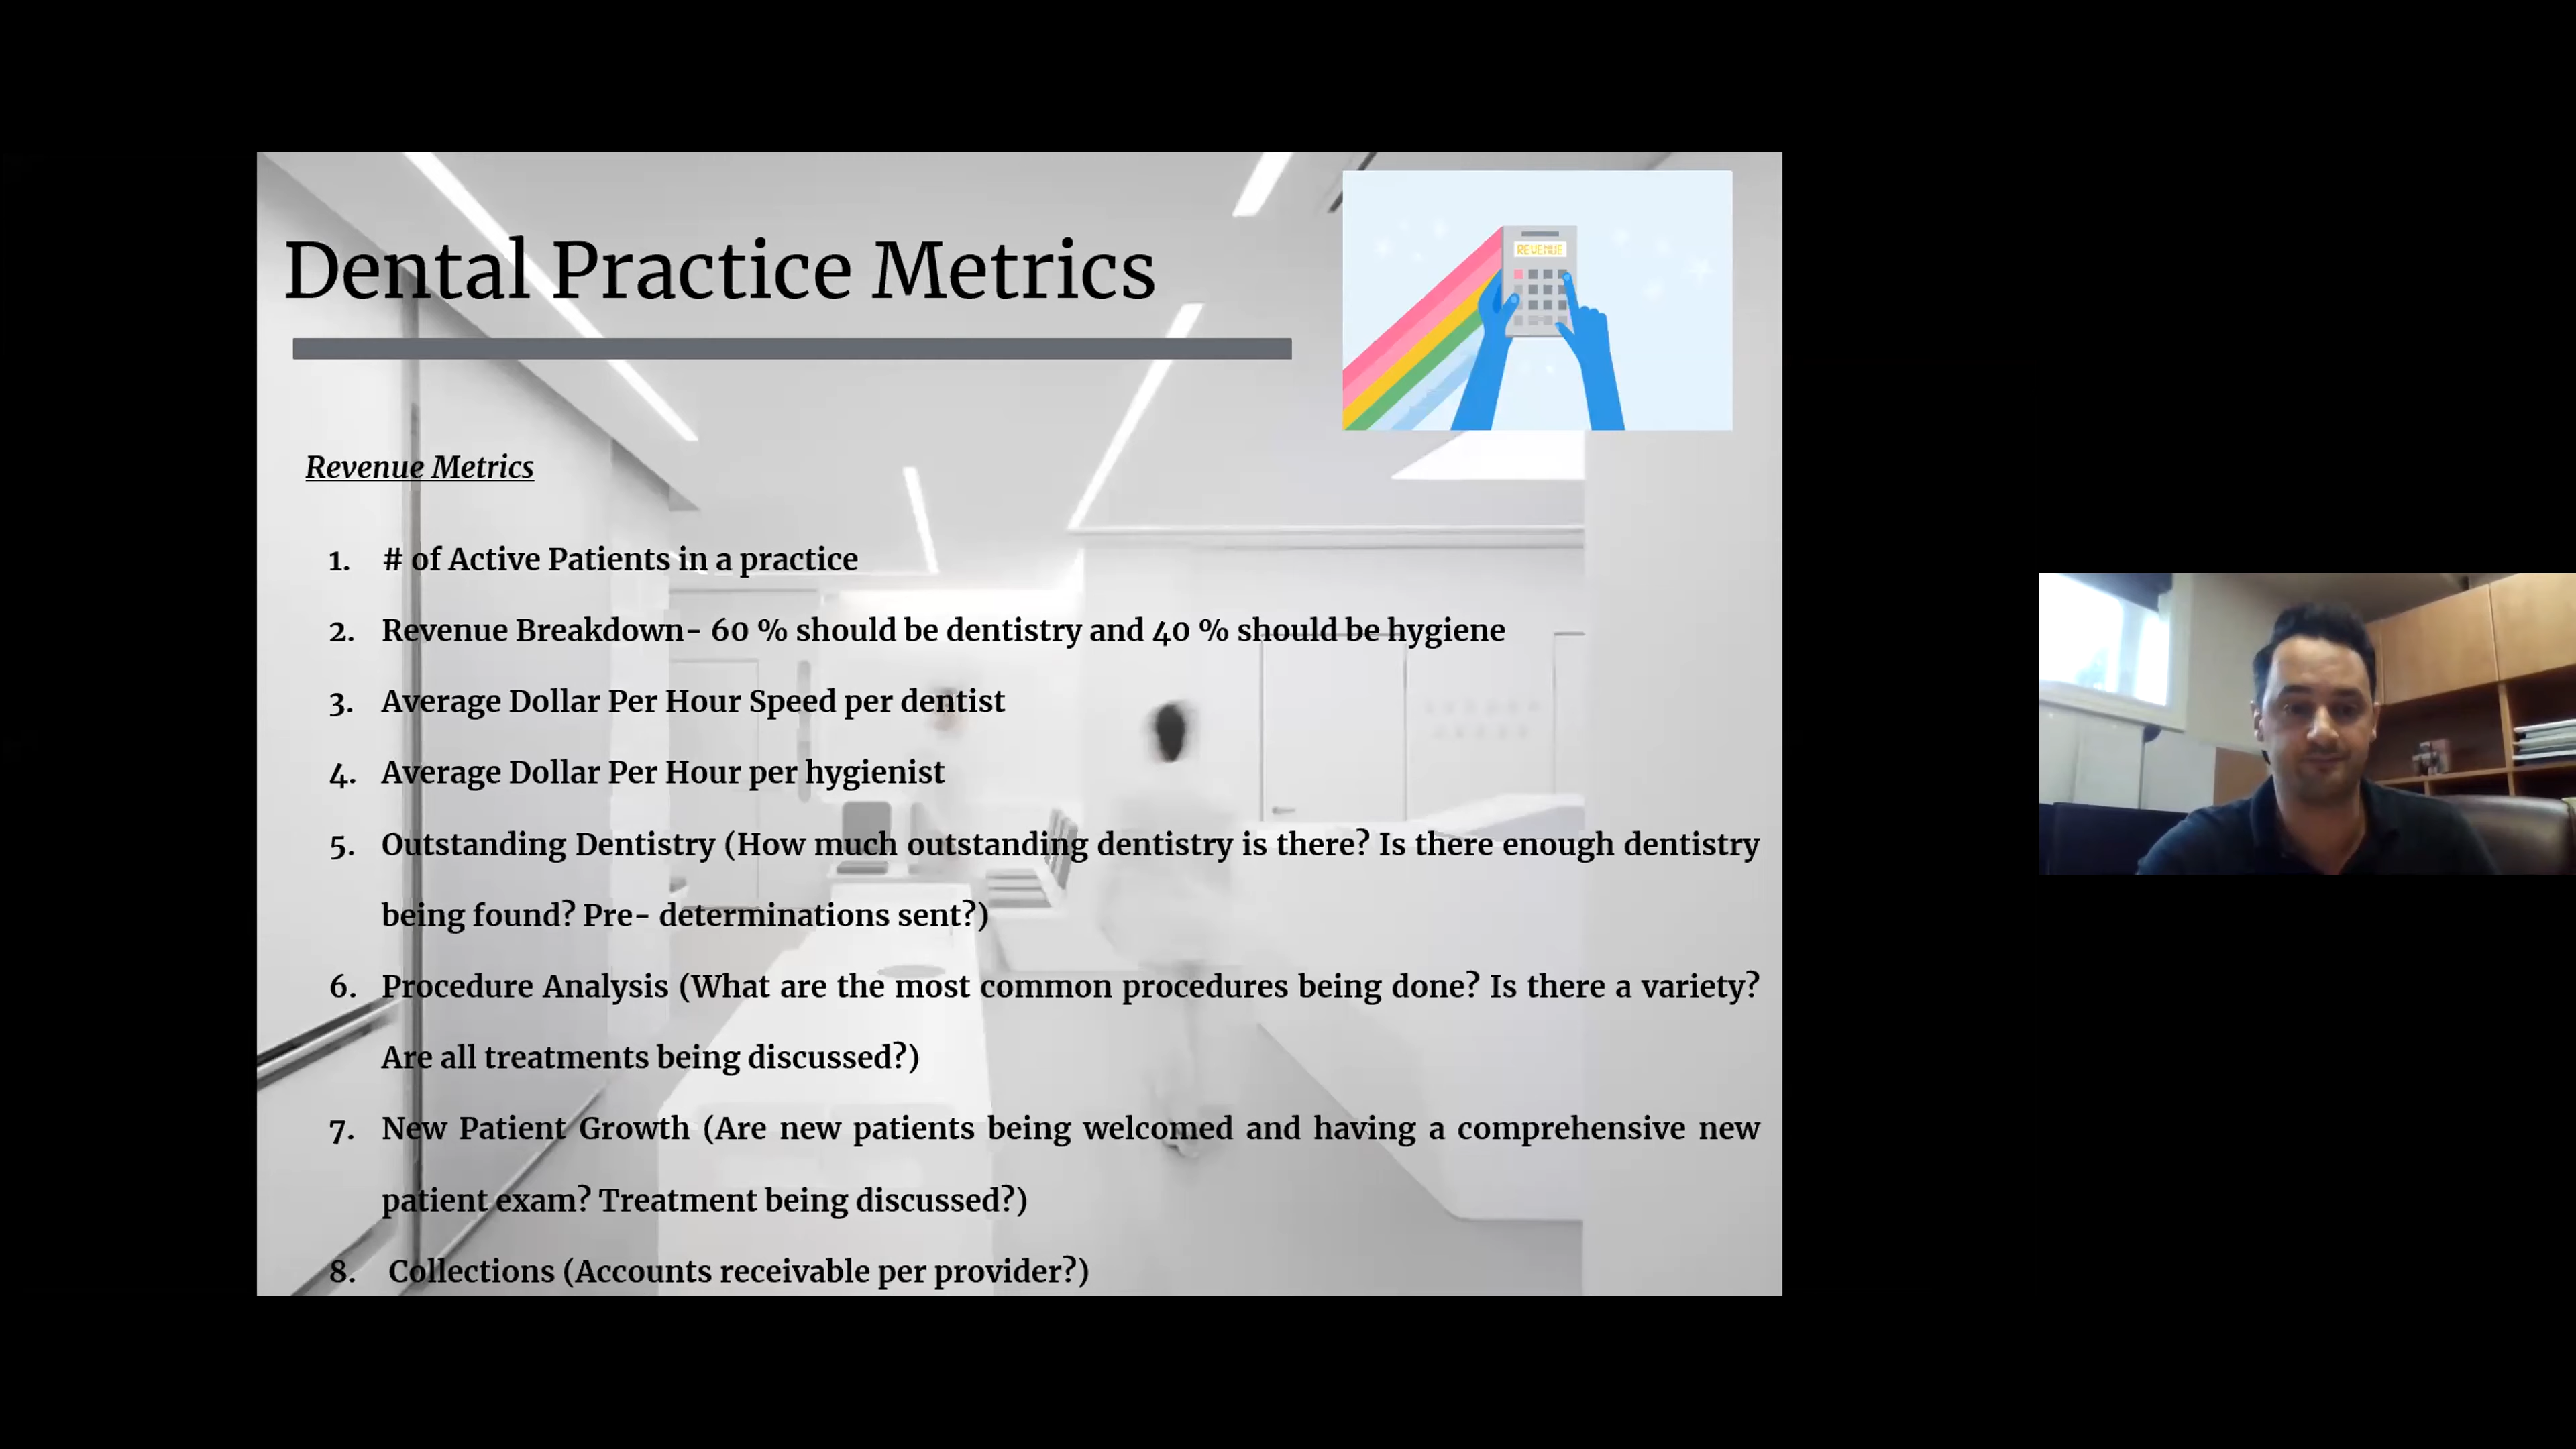 Dental Practice Metrics
REVENUE
Revenue Metrics
1. # of Active Patients in a practice
2. Revenue Breakdown- 60 % should be dentistry and 40 % should be hygiene
3. Average Dollar Per Hour Speed per dentist
4. Average Dollar Per Hour per hygienist
5. Outstanding Dentistry (How much outstanding dentistry is there? Is there enough dentistry
being found? Pre- determinations sent?)
6. Procedure Analysis (What are the most common procedures being done? Is there a variety?
Are all treatments being discussed?)
7. New Patient Growth (Are new patients being welcomed and having a comprehensive new
patient exam? Treatment being discussed?)
8. Collections (Accounts receivable per provider?)